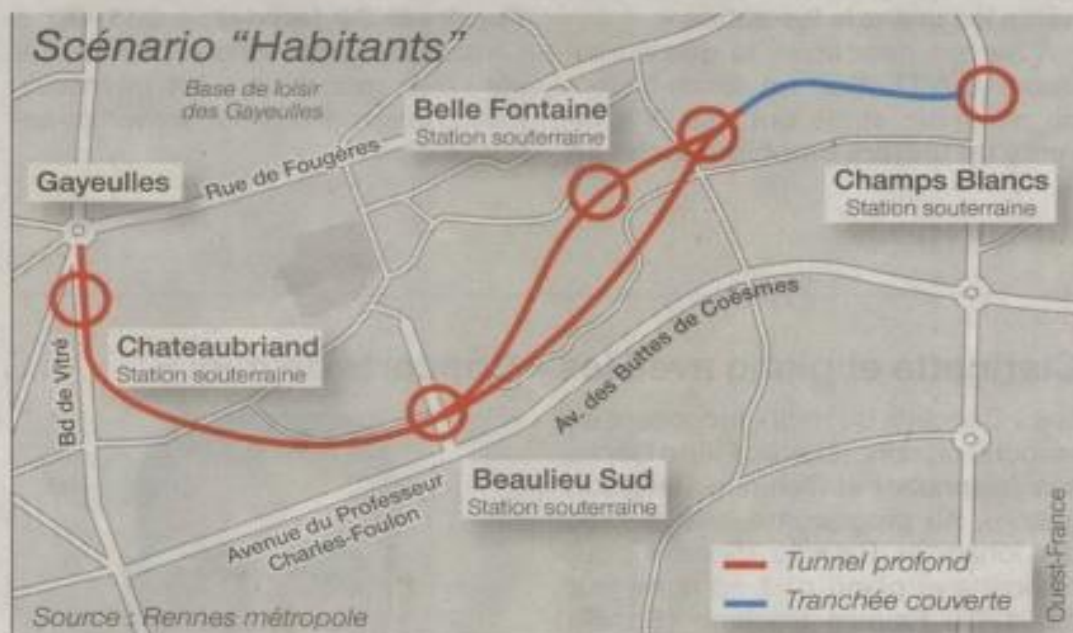 Scénario "Habitants"
Base de loisir
des Gayeulles
Belle Fontaine
Station souterraine
Gayeulles
Rue de Fougères
Champs Blancs
Station souterraine
Chateaubriand
Station souterraine
Bd de Vitré
Av. des Buttes de Coësmes
Beaulieu Sud
Station souterraine
Avenue du Professeur
Charles-Foulon
Tunnel profond
Tranchée couverte
Source : Rennes métropole
Ouest-France